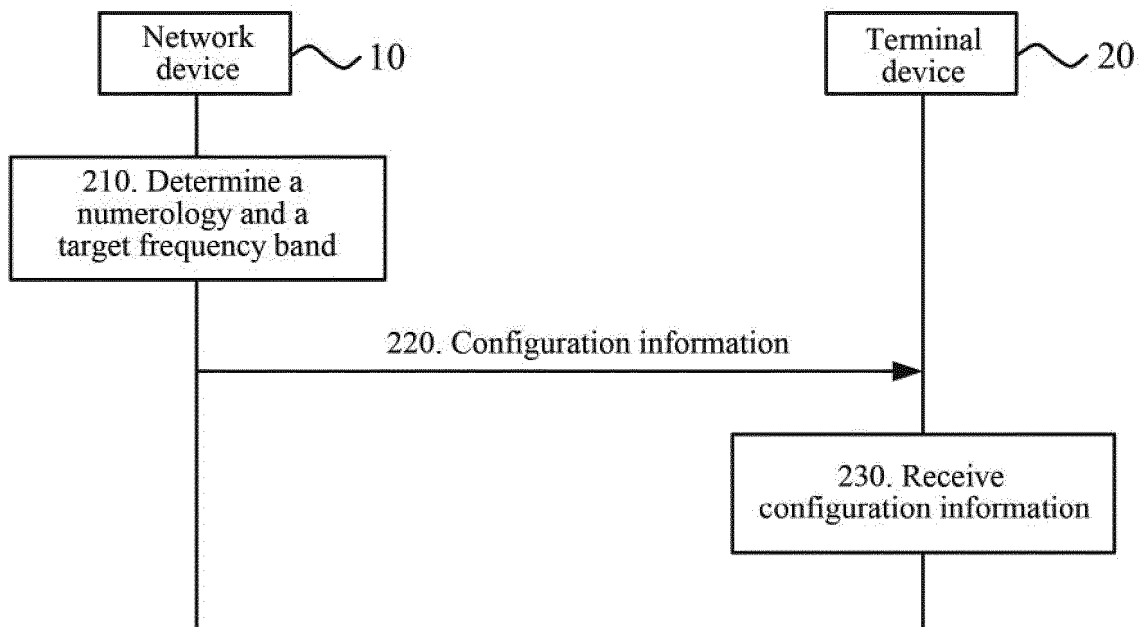 Network
device
10
Terminal
device
20
210. Determine a
numerology and a
target frequency band
220. Configuration information
230. Receive
configuration information